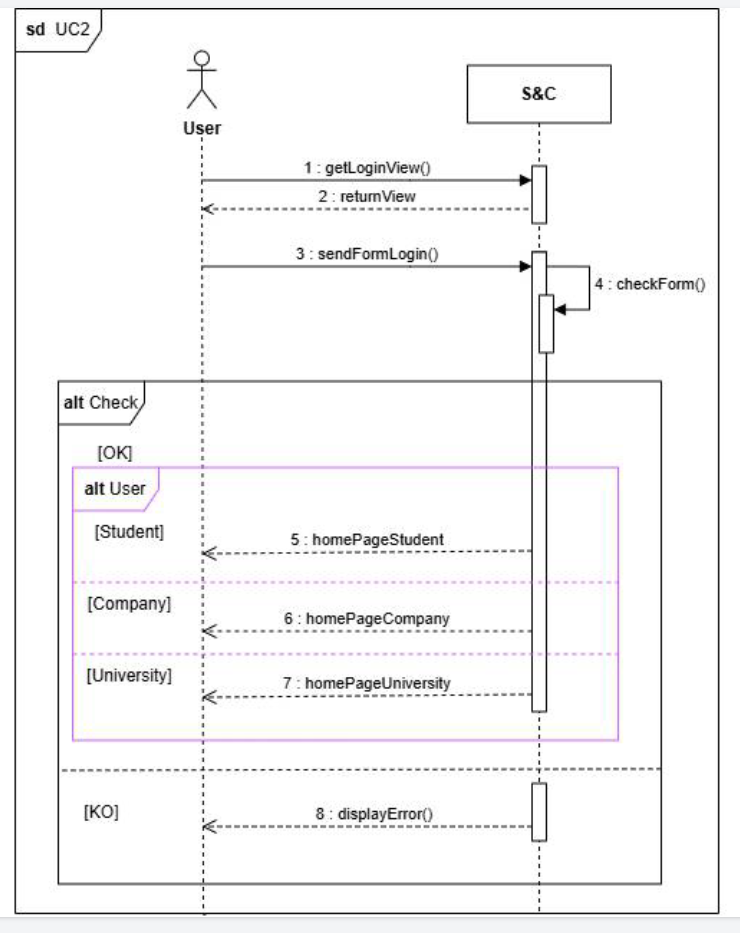 sd UC2
S&C
User
1 : getLoginView()
2 : returnView
3 : sendFormLogin()
4 : checkForm()
alt Check
[OK]
alt User
[Student]
5 : homePageStudent
[Company]
6 : homePageCompany
[University]
7 : homePageUniversity
[KO]
8 : displayError()